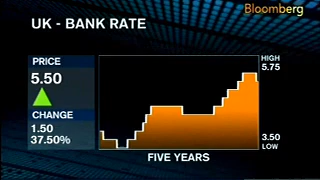 Bloomberg
UK - BANK RATE
PRICE
5.50
CHANGE
1.50
37.50%
HIGH
5.75
3.50
LOW
FIVE YEARS